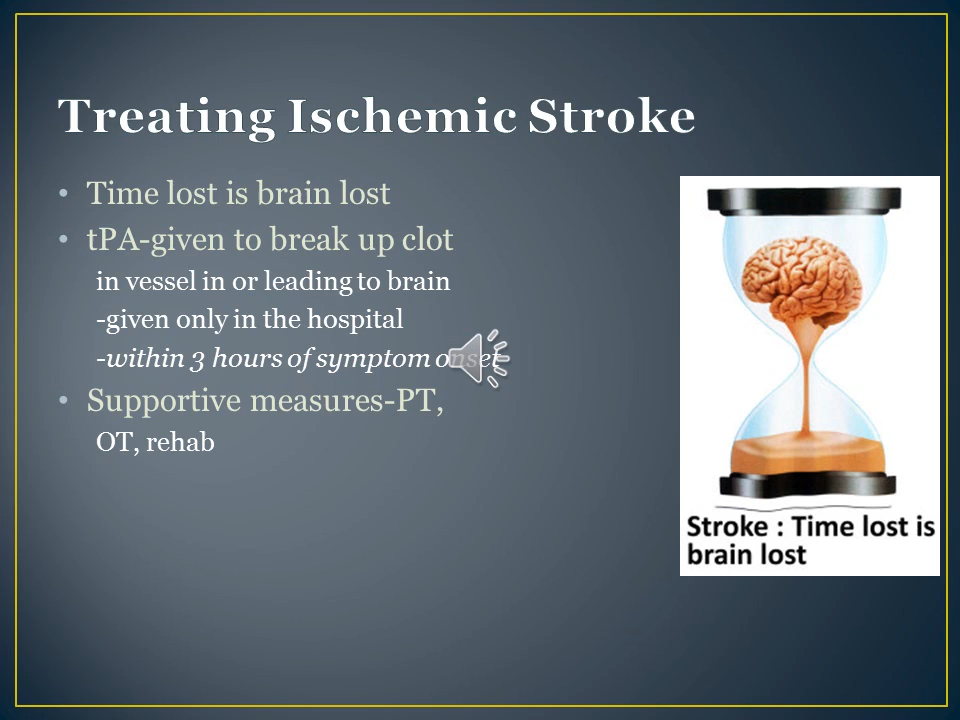 Treating Ischemic Stroke
• Time lost is brain lost
• tPA-given to break up clot
in vessel in or leading to brain
-given only in the hospital
-within 3 hours of symptom onset
• Supportive measures-PT,
OT, rehab
Stroke : Time lost is
brain lost